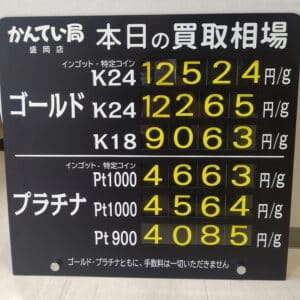 かんてい局 本日の買取相場
盛岡店
インゴット・特定コイン
K24 12524円/g
ゴールド K24 12265円/g
K18 9063円/g
インゴット・特定コイン
Pt1000 4663円/g
プラチナ Pt1000 4564円/g
Pt900 4085円/g
ゴールド・プラチナともに、手数料は一切いただきません